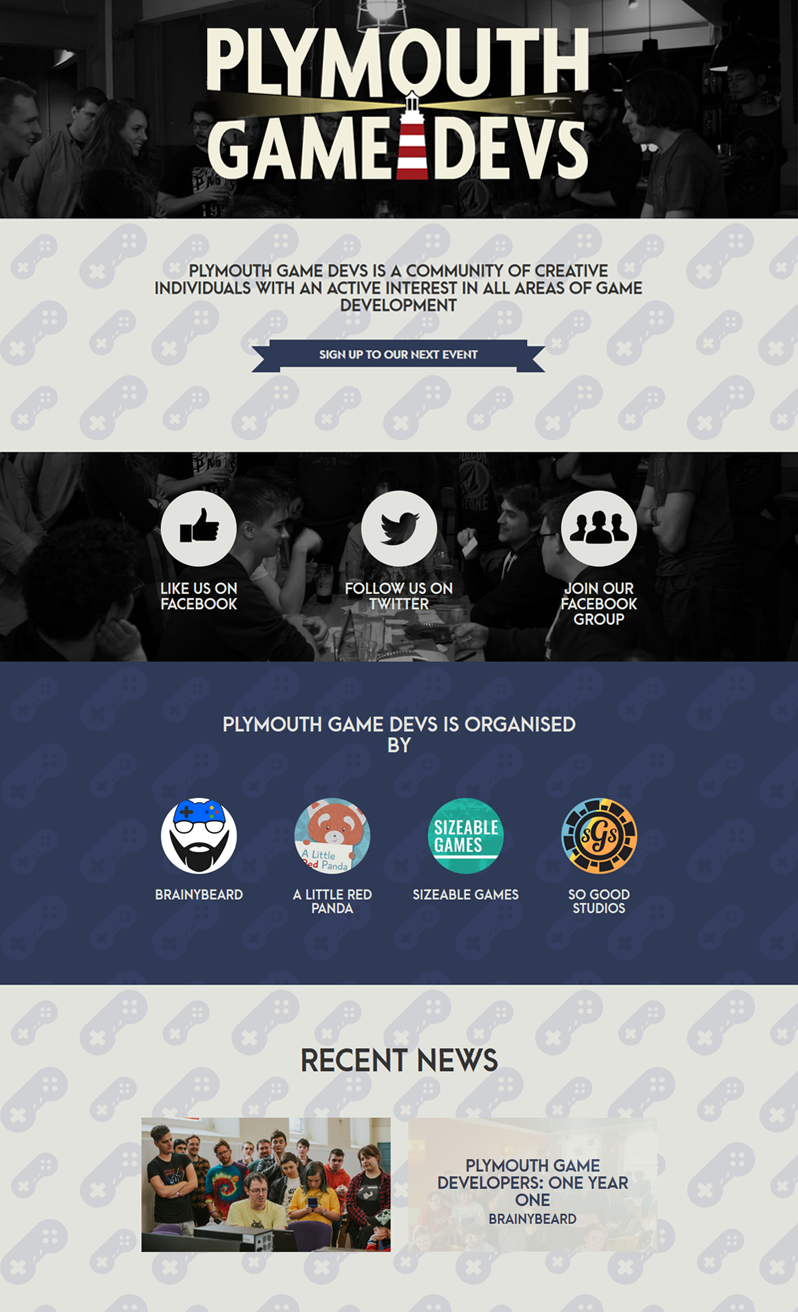 PLYMOUTH
GAME DEVS
PLYMOUTH GAME DEVS IS A COMMUNITY OF CREATIVE
INDIVIDUALS WITH AN ACTIVE INTEREST IN ALL AREAS OF GAME
DEVELOPMENT
SIGN UP TO OUR NEXT EVENT
LIKE US ON
FACEBOOK
FOLLOW US ON
TWITTER
JOIN OUR
FACEBOOK
GROUP
PLYMOUTH GAME DEVS IS ORGANISED
BY
A Little
Red Panda
SIZEABLE
GAMES
SGS
BRAINYBEARD
A LITTLE RED
PANDA
SIZEABLE GAMES
SO GOOD
STUDIOS
RECENT NEWS
PLYMOUTH GAME
DEVELOPERS: ONE YEAR
ONE
BRAINYBEARD